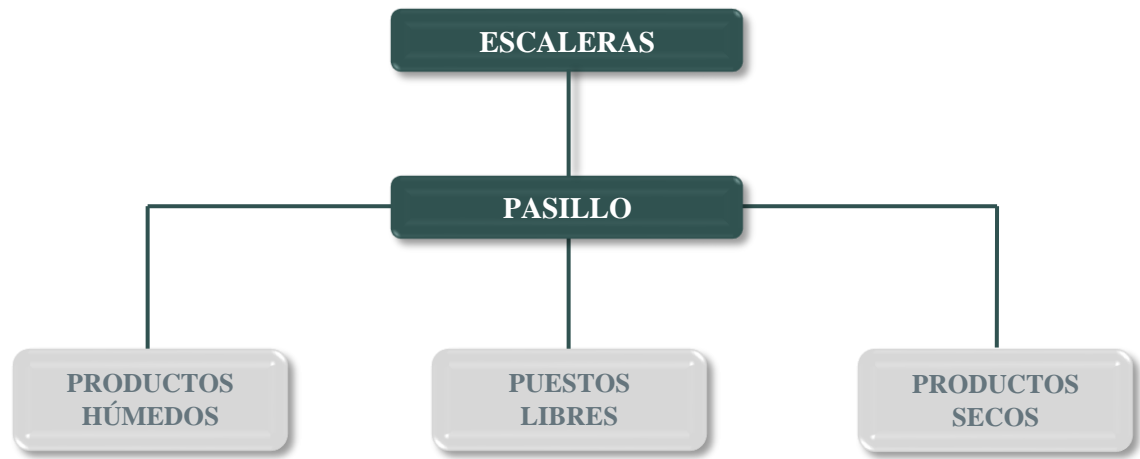 ESCALERAS
PASILLO
PRODUCTOS
HÚMEDOS
PUESTOS
LIBRES
PRODUCTOS
SECOS